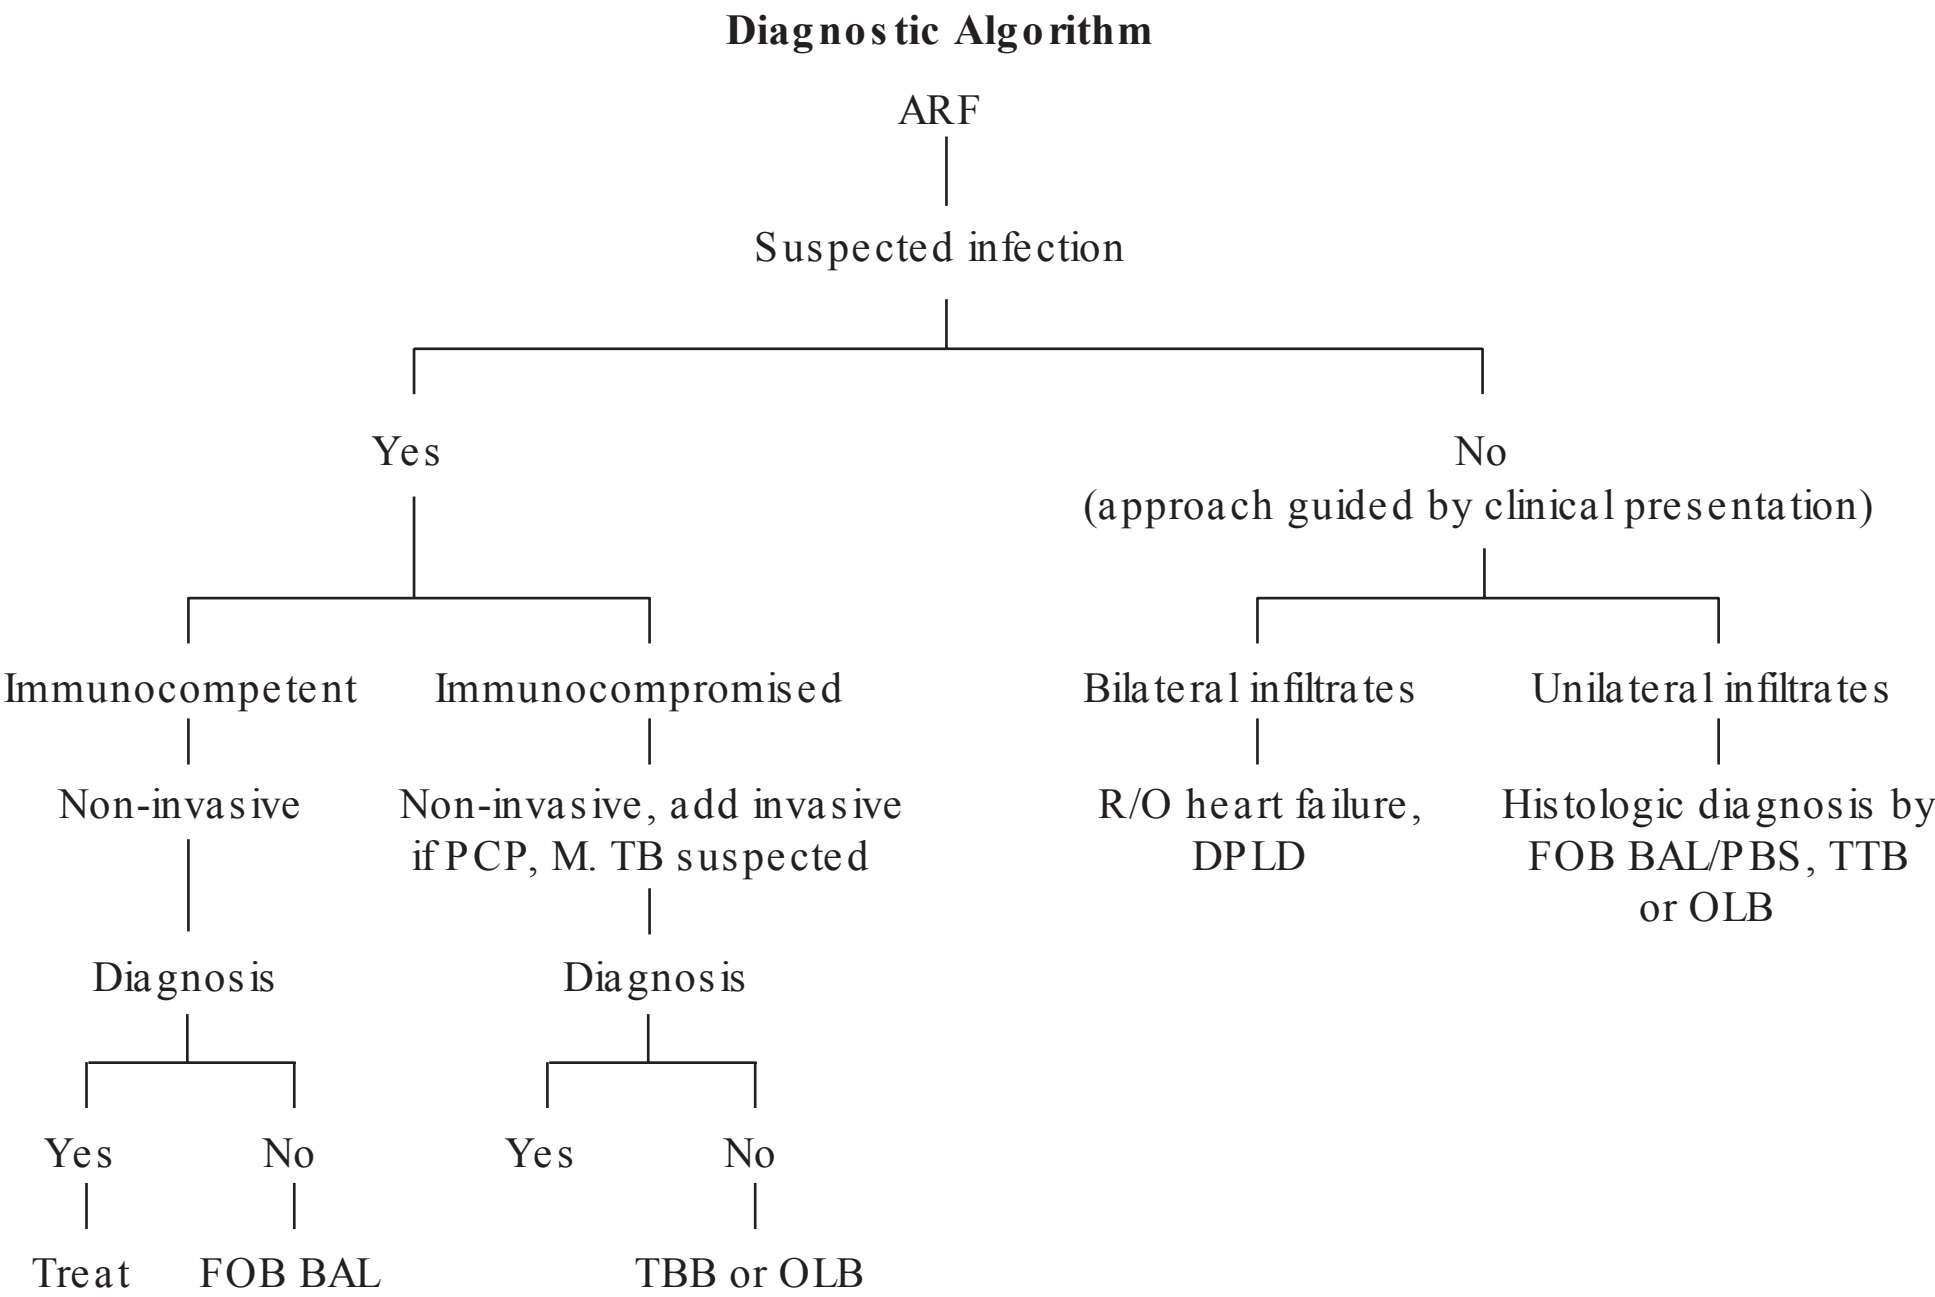 Diagnostic Algorithm
ARF
Suspected infection
Yes
No
(approach guided by clinical presentation)
Immunocompetent
Immunocompromised
Bilateral infiltrates
Unilateral infiltrates
Non-invasive
Non-invasive, add invasive
if PCP, M. TB suspected
R/O heart failure,
DPLD
Histologic diagnosis by
FOB BAL/PBS, TTB
or OLB
Diagnosis
Diagnosis
Yes
No
Yes
No
Treat
FOB BAL
TBB or OLB